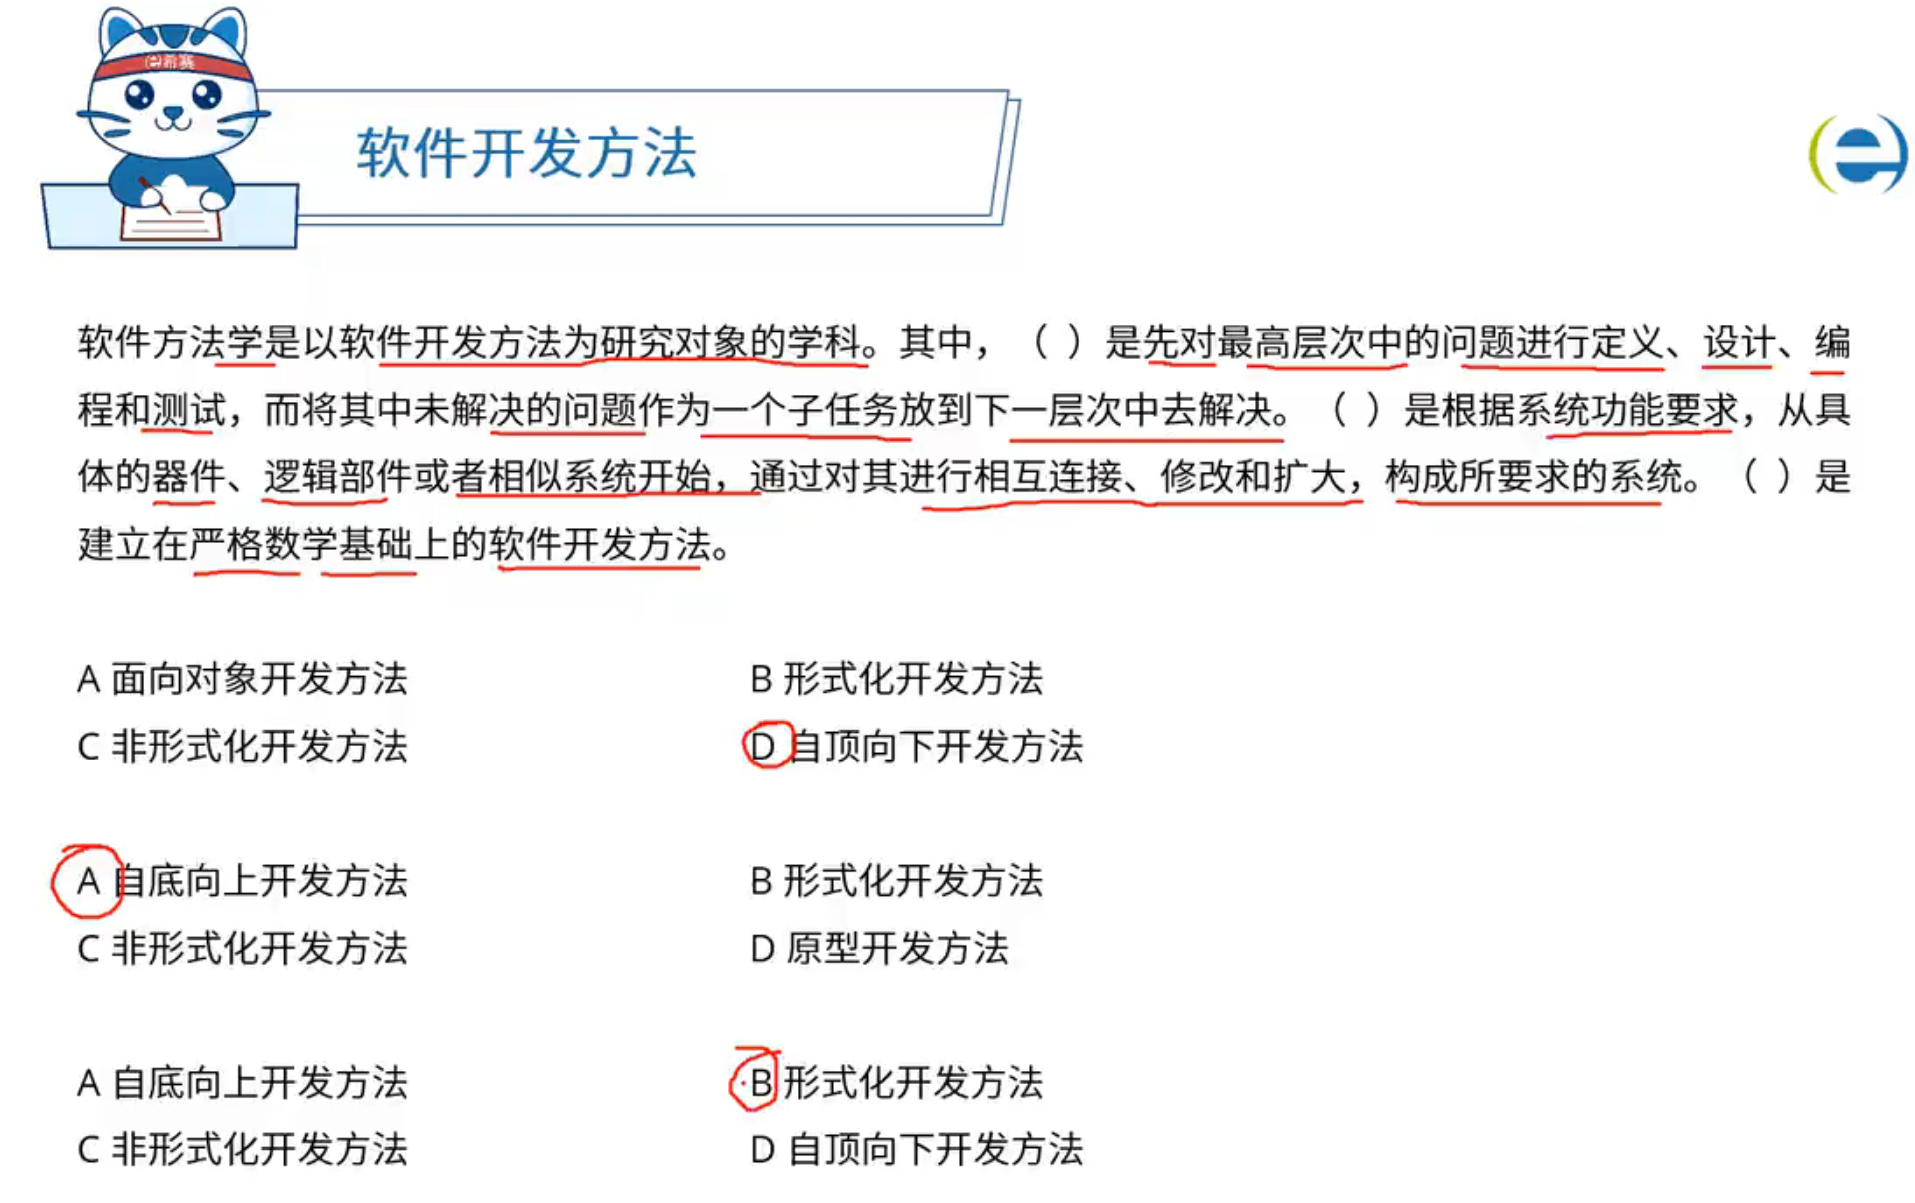 希赛
软件开发方法
e
软件方法学是以软件开发方法为研究对象的学科。其中，（ ）是先对最高层次中的问题进行定义、设计、编
程和测试，而将其中未解决的问题作为一个子任务放到下一层次中去解决。（ ）是根据系统功能要求，从具
体的器件、逻辑部件或者相似系统开始，通过对其进行相互连接、修改和扩大，构成所要求的系统。（ ）是
建立在严格数学基础上的软件开发方法。
A 面向对象开发方法 B 形式化开发方法
C 非形式化开发方法 D 自顶向下开发方法
A 自底向上开发方法 B 形式化开发方法
C 非形式化开发方法 D 原型开发方法
A 自底向上开发方法 B 形式化开发方法
C 非形式化开发方法 D 自顶向下开发方法